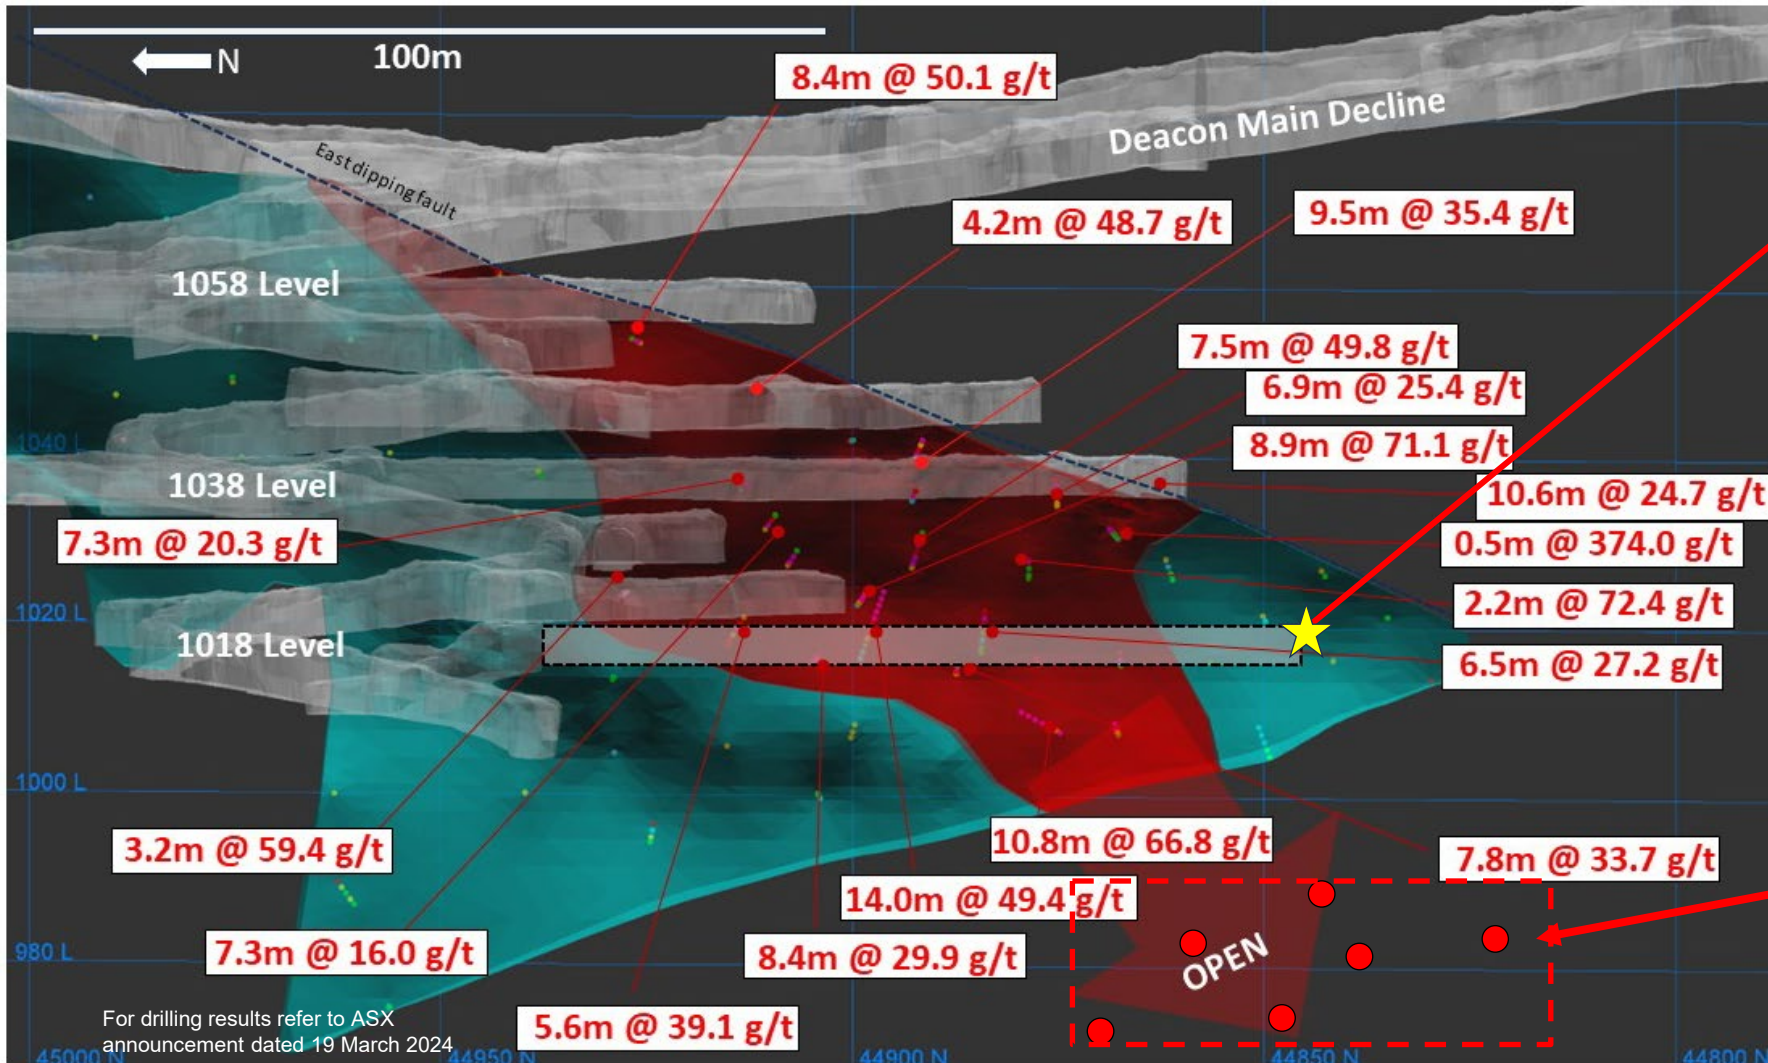 N
100m
8.4m @ 50.1 g/t
Deacon Main Decline
East dipping fault
4.2m @ 48.7 g/t
9.5m @ 35.4 g/t
1058 Level
7.5m @ 49.8 g/t
6.9m @ 25.4 g/t
1040 L
8.9m @ 71.1 g/t
1038 Level
10.6m @ 24.7 g/t
7.3m @ 20.3 g/t
0.5m @ 374.0 g/t
1020 L
2.2m @ 72.4 g/t
1018 Level
6.5m @ 27.2 g/t
1000 L
3.2m @ 59.4 g/t
10.8m @ 66.8 g/t
7.8m @ 33.7 g/t
14.0m @ 49.4 g/t
980 L
7.3m @ 16.0 g/t
8.4m @ 29.9 g/t
OPEN
5.6m @ 39.1 g/t
For drilling results refer to ASX
announcement dated 19 March 2024
45000 N
44950 N
44900 N
44850 N
44800 N